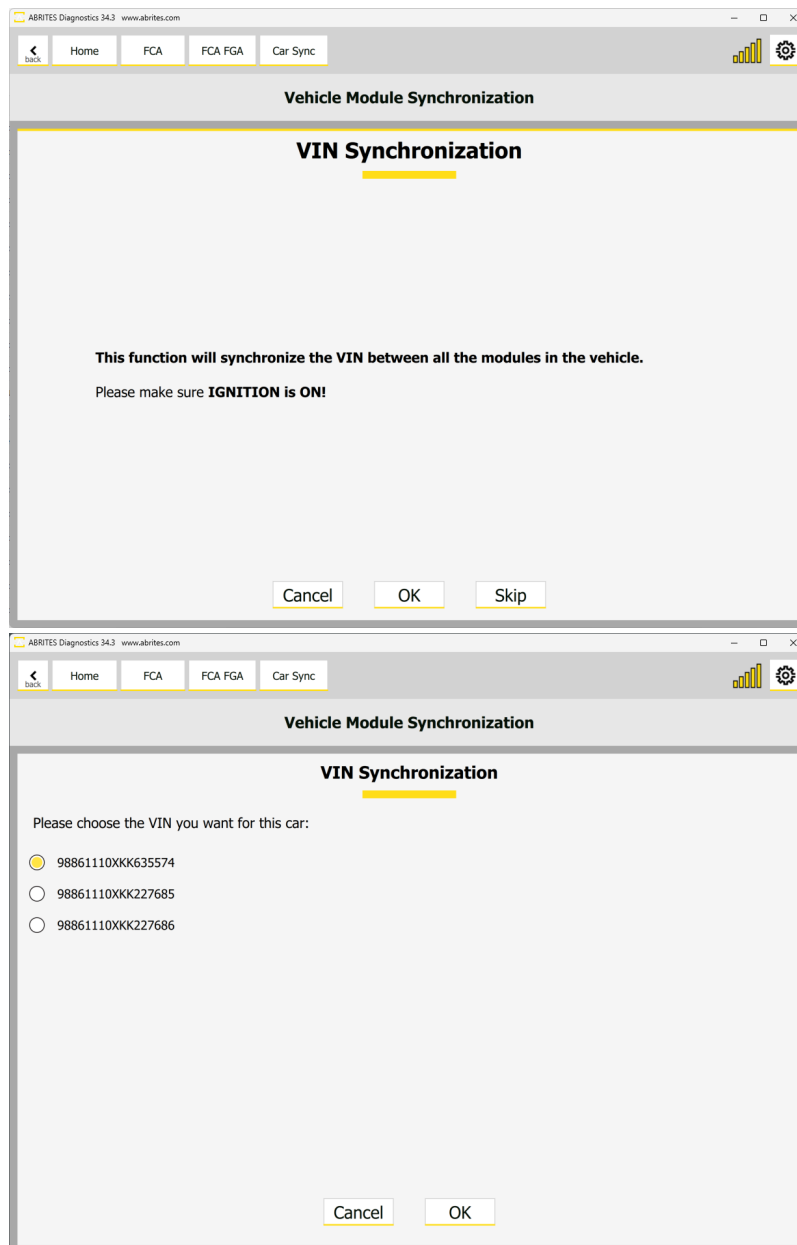 ABRITES Diagnostics 34.3 www.abrites.com
back Home FCA FCA FGA Car Sync
Vehicle Module Synchronization
VIN Synchronization
This function will synchronize the VIN between all the modules in the vehicle.
Please make sure IGNITION is ON!
Cancel OK Skip
ABRITES Diagnostics 34.3 www.abrites.com
back Home FCA FCA FGA Car Sync
Vehicle Module Synchronization
VIN Synchronization
Please choose the VIN you want for this car:
98861110XKK635574
98861110XKK227685
98861110XKK227686
Cancel OK